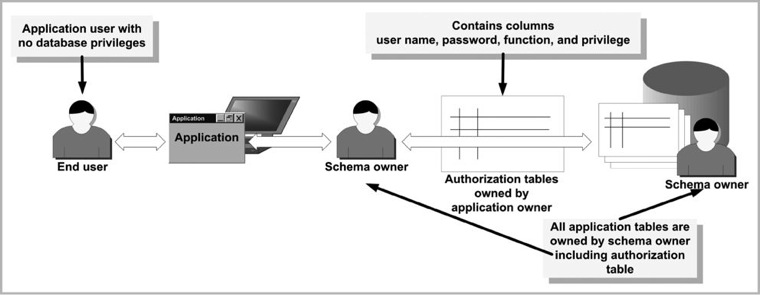 Application user with
no database privileges
Contains columns
user name, password, function, and privilege
Application
Application
End user
Schema owner
Authorization tables
owned by
application owner
Schema owner
All application tables are
owned by schema owner
including authorization
table